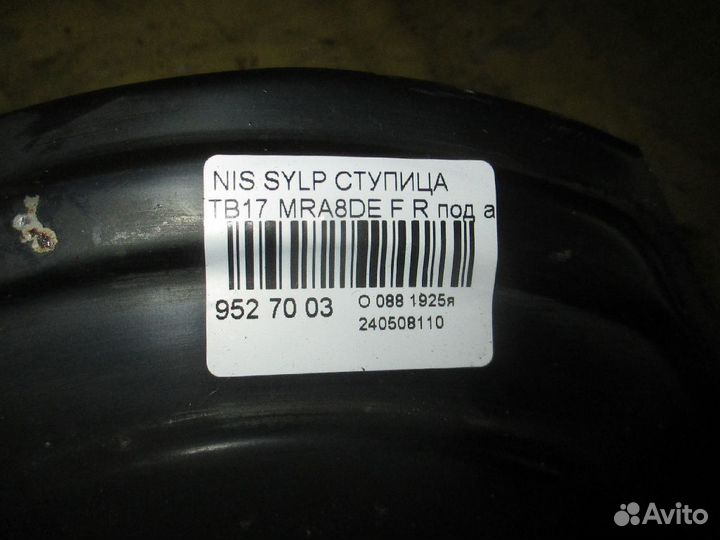 NIS SYLP СТУПИЦА
TB17 MRA8DE F R под а
952 70 03
O 088 1925я
240508110
Avito